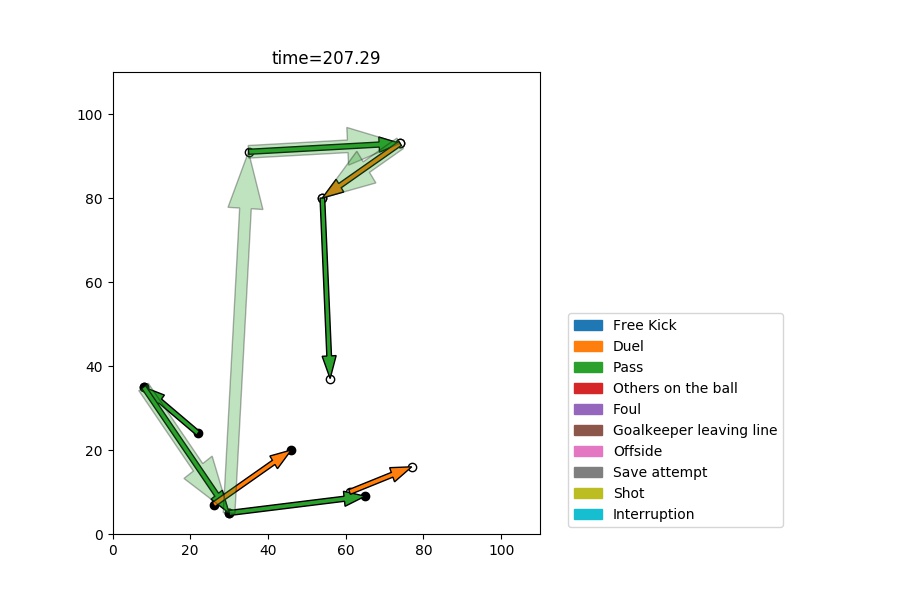 time=207.29
100
80
60
40
20
0
0 20 40 60 80 100
Free Kick
Duel
Pass
Others on the ball
Foul
Goalkeeper leaving line
Offside
Save attempt
Shot
Interruption